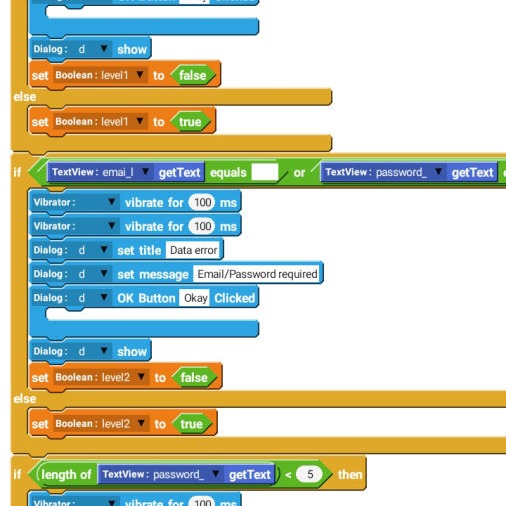 Dialog: d show
set Boolean: level1 to false
else
set Boolean: level1 to true
if TextView: emai_l getText equals or TextView: password_ getText
Vibrator: vibrate for 100 ms
Vibrator: vibrate for 100 ms
Dialog: d set title Data error
Dialog: d set message Email/Password required
Dialog: d OK Button Okay Clicked
Dialog: d show
set Boolean: level2 to false
else
set Boolean: level2 to true
if length of TextView: password_ getText < 5 then
Vibrator: vibrate for 100 ms